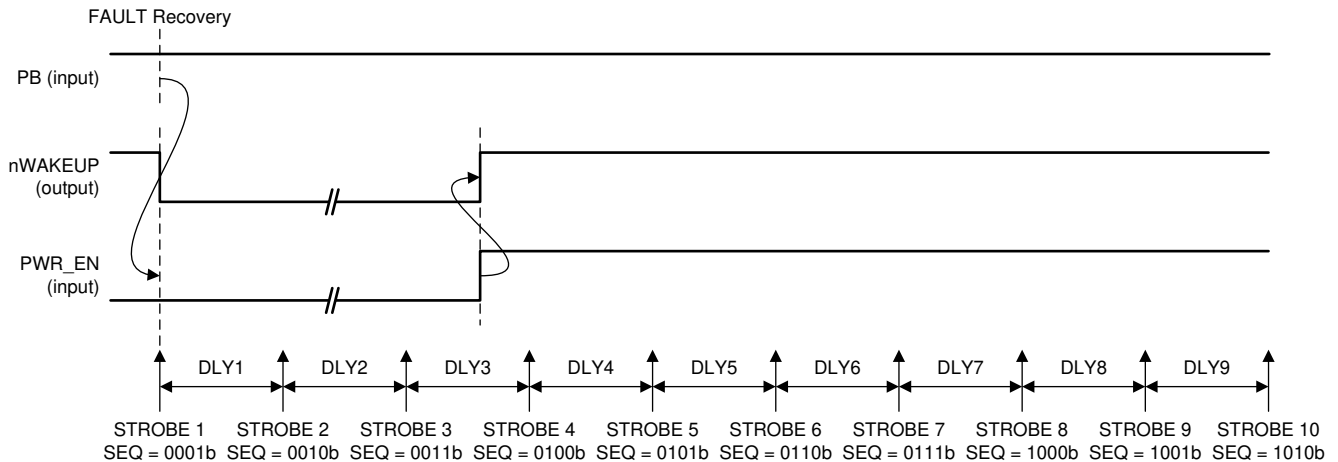 FAULT Recovery
PB (input)
nWAKEUP
(output)
PWR_EN
(input)
DLY1 DLY2 DLY3 DLY4 DLY5 DLY6 DLY7 DLY8 DLY9
STROBE 1 STROBE 2 STROBE 3 STROBE 4 STROBE 5 STROBE 6 STROBE 7 STROBE 8 STROBE 9 STROBE 10
SEQ = 0001b SEQ = 0010b SEQ = 0011b SEQ = 0100b SEQ = 0101b SEQ = 0110b SEQ = 0111b SEQ = 1000b SEQ = 1001b SEQ = 1010b